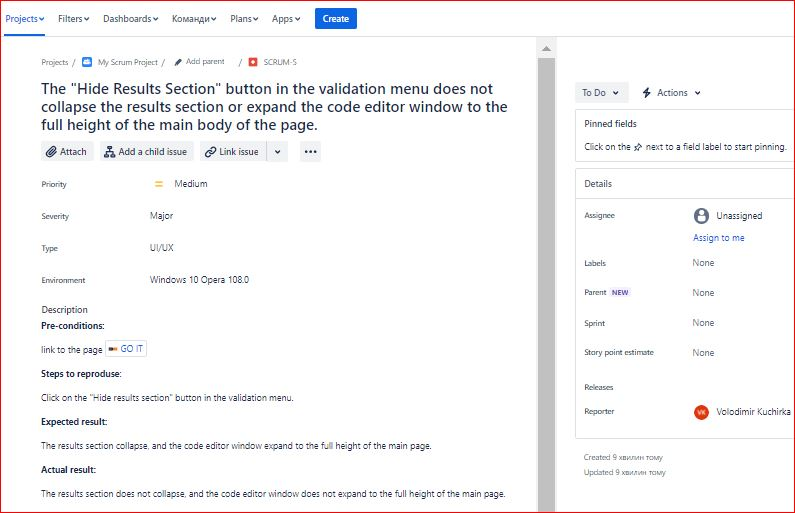 Projects Filters Dashboards Команди Plans Apps Create
Projects / My Scrum Project / Add parent / SCRUM-5
The "Hide Results Section" button in the validation menu does not
collapse the results section or expand the code editor window to the
full height of the main body of the page.
Attach Add a child issue Link issue
Priority Medium
Severity Major
Type UI/UX
Environment Windows 10 Opera 108.0
Description
Pre-conditions:
link to the page GO IT
Steps to reproduse:
Click on the "Hide results section" button in the validation menu.
Expected result:
The results section collapse, and the code editor window expand to the full height of the main page.
Actual result:
The results section does not collapse, and the code editor window does not expand to the full height of the main page.
To Do Actions
Pinned fields
Click on the next to a field label to start pinning.
Details
Assignee Unassigned
Assign to me
Labels None
Parent NEW None
Sprint None
Story point estimate None
Releases
Reporter VK Volodimir Kuchirka
Created 9 хвилин тому
Updated 9 хвилин тому